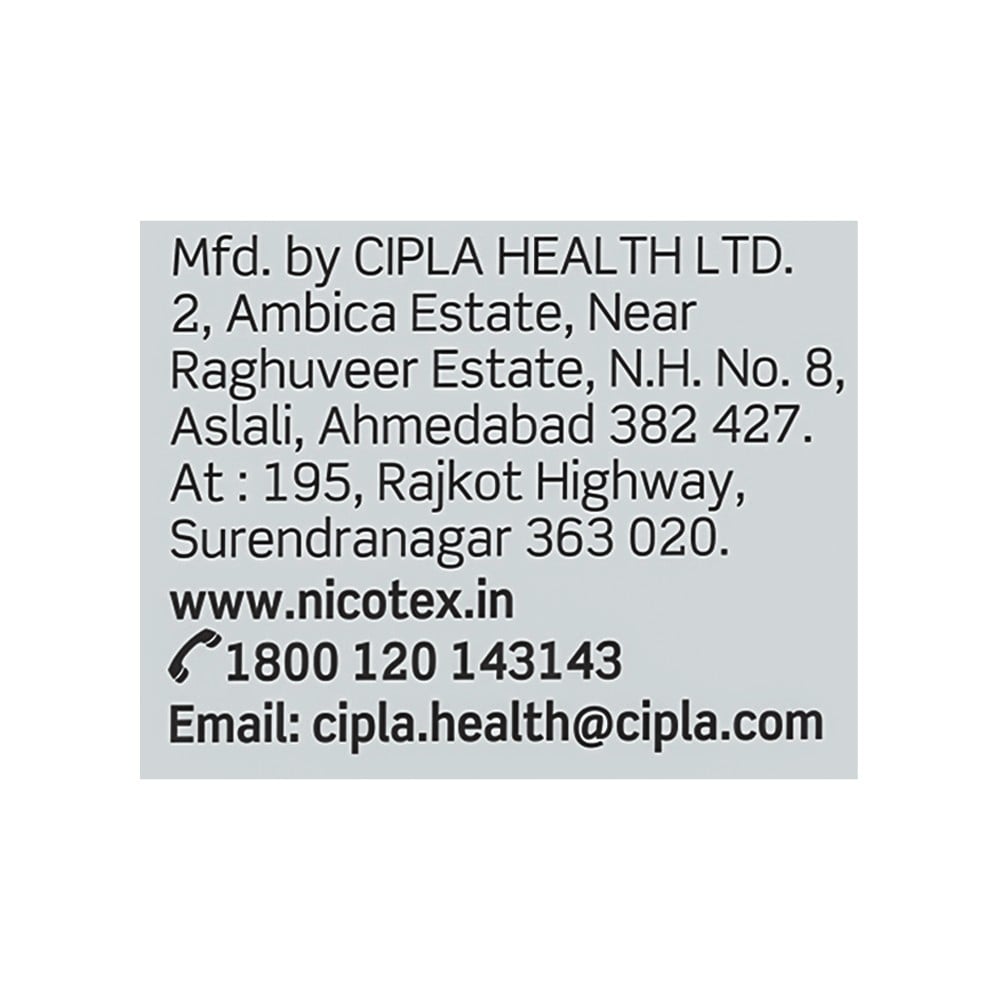 Mfd. by CIPLA HEALTH LTD.
2, Ambica Estate, Near
Raghuveer Estate, N.H. No. 8,
Aslali, Ahmedabad 382 427.
At : 195, Rajkot Highway,
Surendranagar 363 020.
www.nicotex.in
1800 120 143143
Email: cipla.health@cipla.com